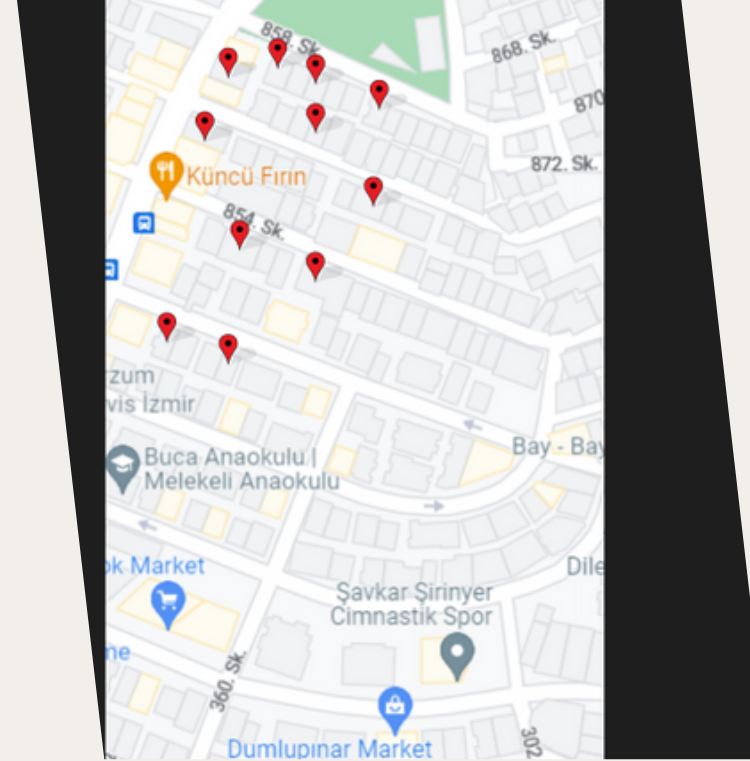 858. Sk.
868. Sk.
870
872. Sk.
Küncü Fırın
854. Sk.
rzum
vis İzmir
Bay - Bay
Buca Anaokulu |
Melekeli Anaokulu
ok Market
Dile
Şavkar Şirinyer
Cimnastik Spor
me
360. Sk.
302
Dumlupınar Market